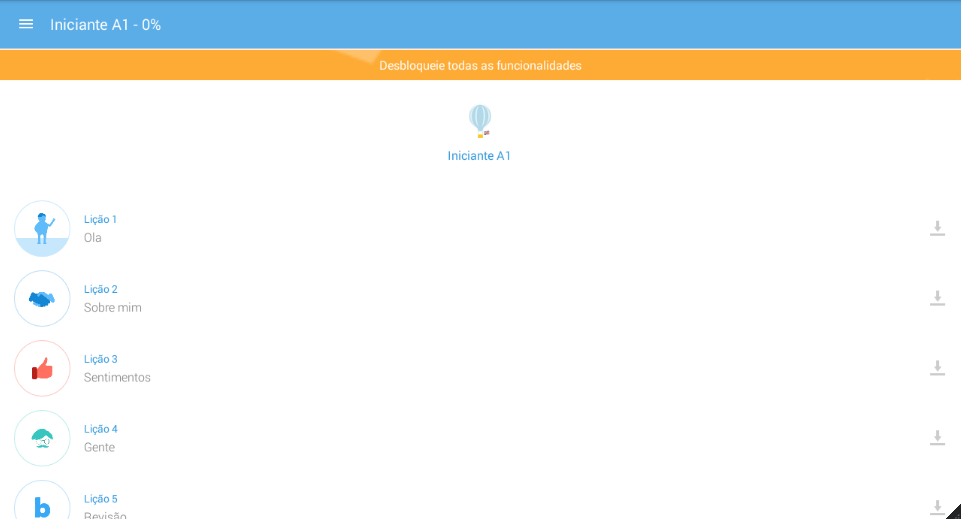 Iniciante A1 - 0%
Desbloqueie todas as funcionalidades
Iniciante A1
Lição 1
Ola
Lição 2
Sobre mim
Lição 3
Sentimentos
Lição 4
Gente
Lição 5
b
Revisão